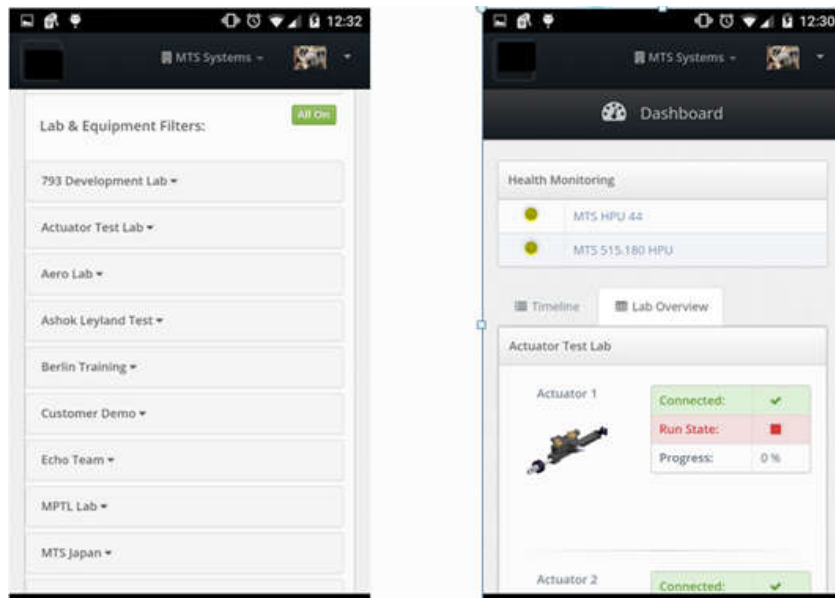 12:32
MTS Systems
Lab & Equipment Filters:
All On
793 Development Lab
Actuator Test Lab
Aero Lab
Ashok Leyland Test
Berlin Training
Customer Demo
Echo Team
MPTL Lab
MTS Japan
12:30
MTS Systems
Dashboard
Health Monitoring
MTS HPU 44
MTS 515.180 HPU
Timeline Lab Overview
Actuator Test Lab
Actuator 1
Connected:
Run State:
Progress: 0 %
Actuator 2
Connected: